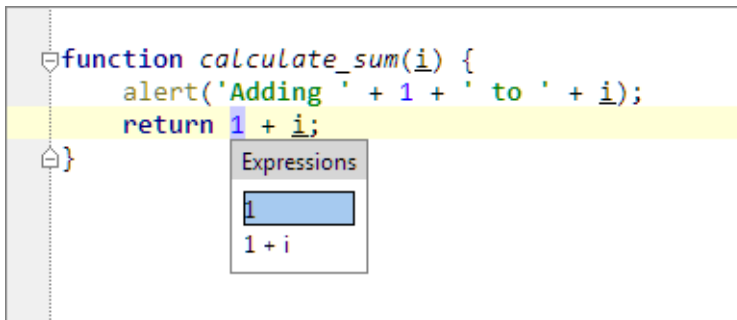 function calculate_sum(i) {
    alert('Adding ' + 1 + ' to ' + i);
    return 1 + i;
}
Expressions
1
1 + i